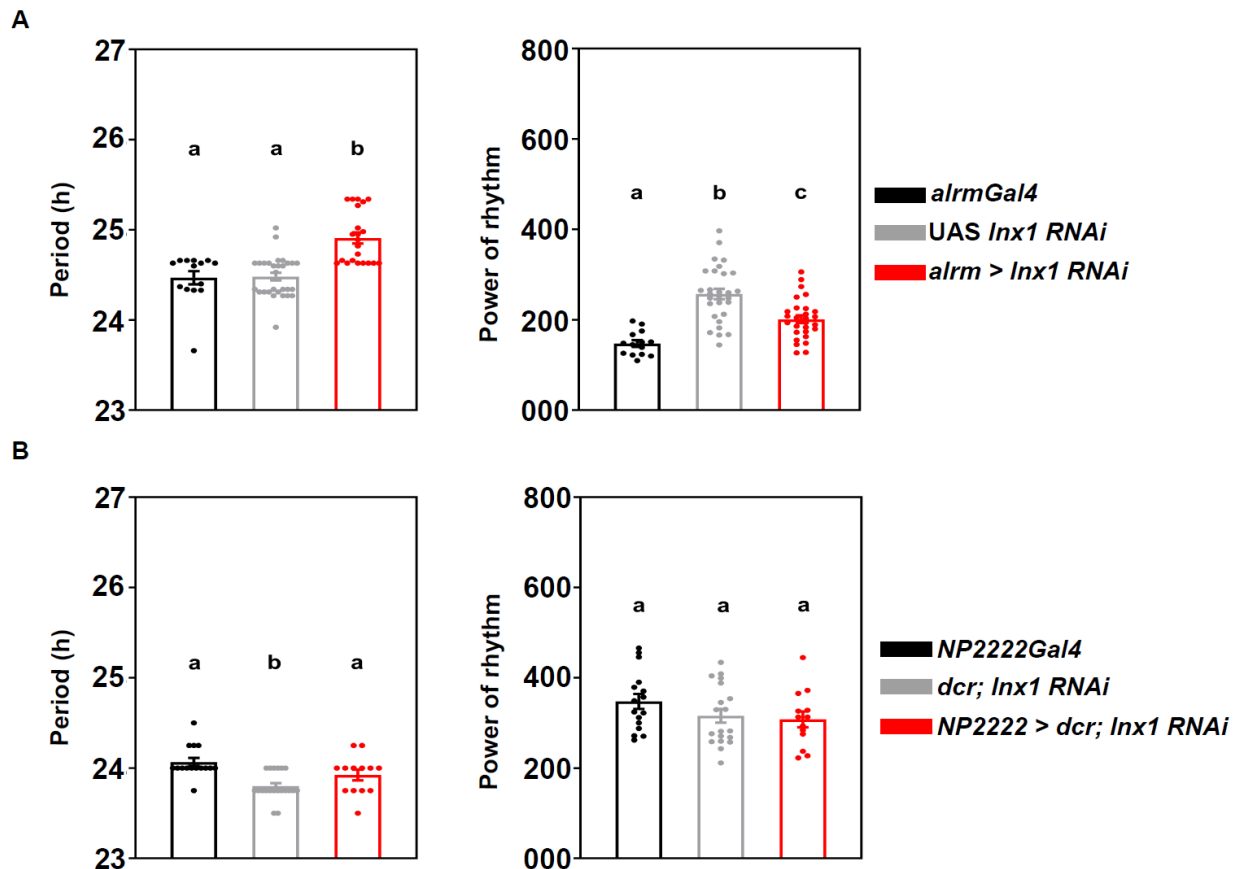 A
27
26
25
24
23
Period (h)
a a b
800
600
400
200
000
Power of rhythm
a b c
alrmGal4
UAS Inx1 RNAi
alrm > Inx1 RNAi
B
27
26
25
24
23
Period (h)
a b a
800
600
400
200
000
Power of rhythm
a a a
NP2222Gal4
dcr; Inx1 RNAi
NP2222 > dcr; Inx1 RNAi